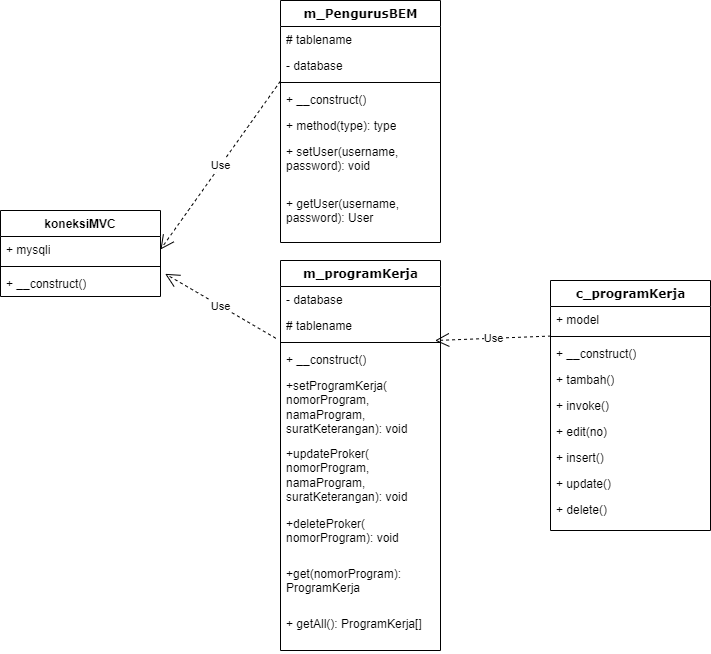 m_PengurusBEM
# tablename
- database
+ __construct()
+ method(type): type
+ setUser(username,
password): void
+ getUser(username,
password): User
Use
koneksiMVC
+ mysqli
+ __construct()
Use
m_programKerja
- database
# tablename
+ __construct()
+setProgramKerja(
nomorProgram,
namaProgram,
suratKeterangan): void
+updateProker(
nomorProgram,
namaProgram,
suratKeterangan): void
+deleteProker(
nomorProgram): void
+get(nomorProgram):
ProgramKerja
+ getAll(): ProgramKerja[]
Use
c_programKerja
+ model
+ __construct()
+ tambah()
+ invoke()
+ edit(no)
+ insert()
+ update()
+ delete()